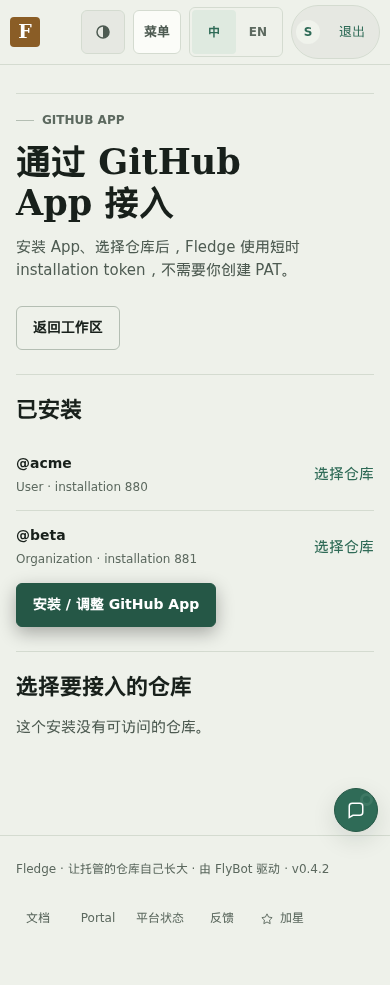 F
菜单
中
EN
S
退出
GITHUB APP
通过 GitHub
App 接入
安装 App、选择仓库后，Fledge 使用短时
installation token，不需要你创建 PAT。
返回工作区
已安装
@acme
User · installation 880
选择仓库
@beta
Organization · installation 881
选择仓库
安装 / 调整 GitHub App
选择要接入的仓库
这个安装没有可访问的仓库。
Fledge · 让托管的仓库自己长大 · 由 FlyBot 驱动 · v0.4.2
文档
Portal
平台状态
反馈
加星